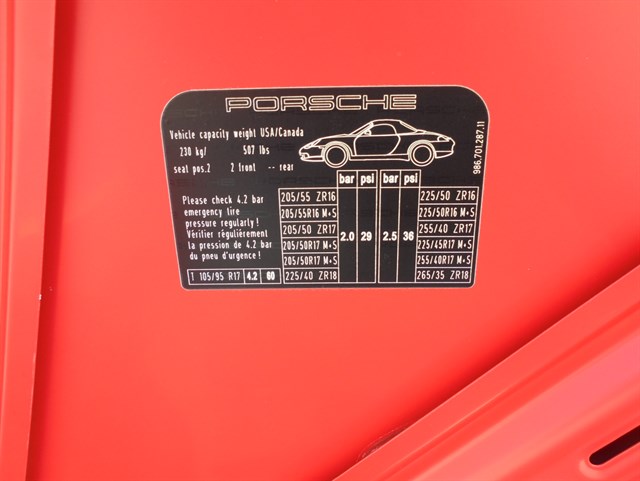 PORSCHE
Vehicle capacity weight USA/Canada
230 kg/ 507 lbs
seat pos.2 2 front -- rear
986.701.287.11
bar psi bar psi
Please check 4.2 bar
emergency tire
pressure regularly!
Vérifier régulièrement
la pression de 4.2 bar
du pneu d'urgence!
! 105/95 R17 4.2 60
205/55 ZR16
205/55R16 M+S
205/50 ZR17
205/50R17 M+S
205/50R17 M+S
225/40 ZR18
2.0 29 2.5 36
225/50 ZR16
225/50R16 M+S
255/40 ZR17
225/45R17 M+S
255/40R17 M+S
265/35 ZR18